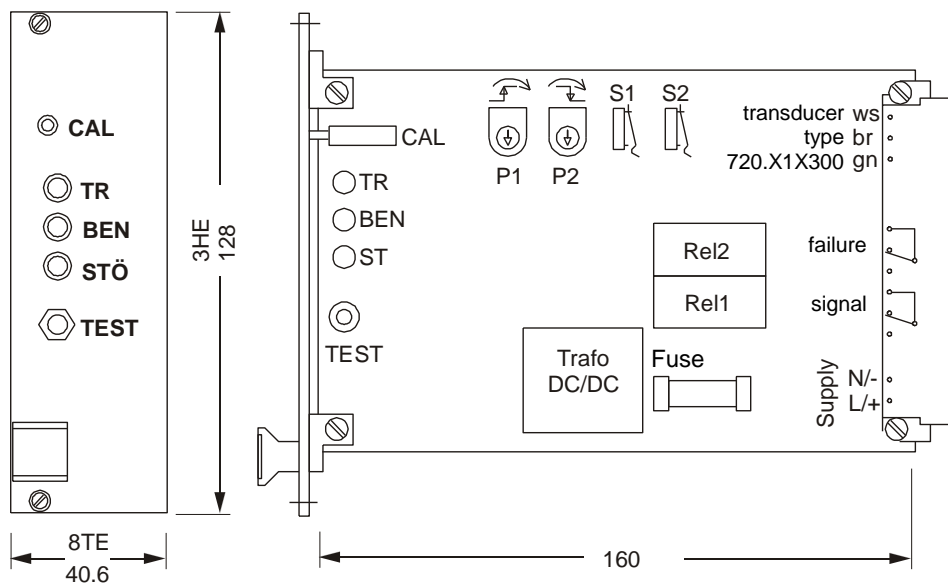 CAL
TR
BEN
STÖ
TEST
3HE
128
8TE
40.6
CAL
TR
BEN
ST
TEST
P1
P2
S1
S2
transducer ws
type br
720.X1X300 gn
Rel2
Rel1
failure
signal
Trafo
DC/DC
Fuse
Supply
N/-
L/+
160